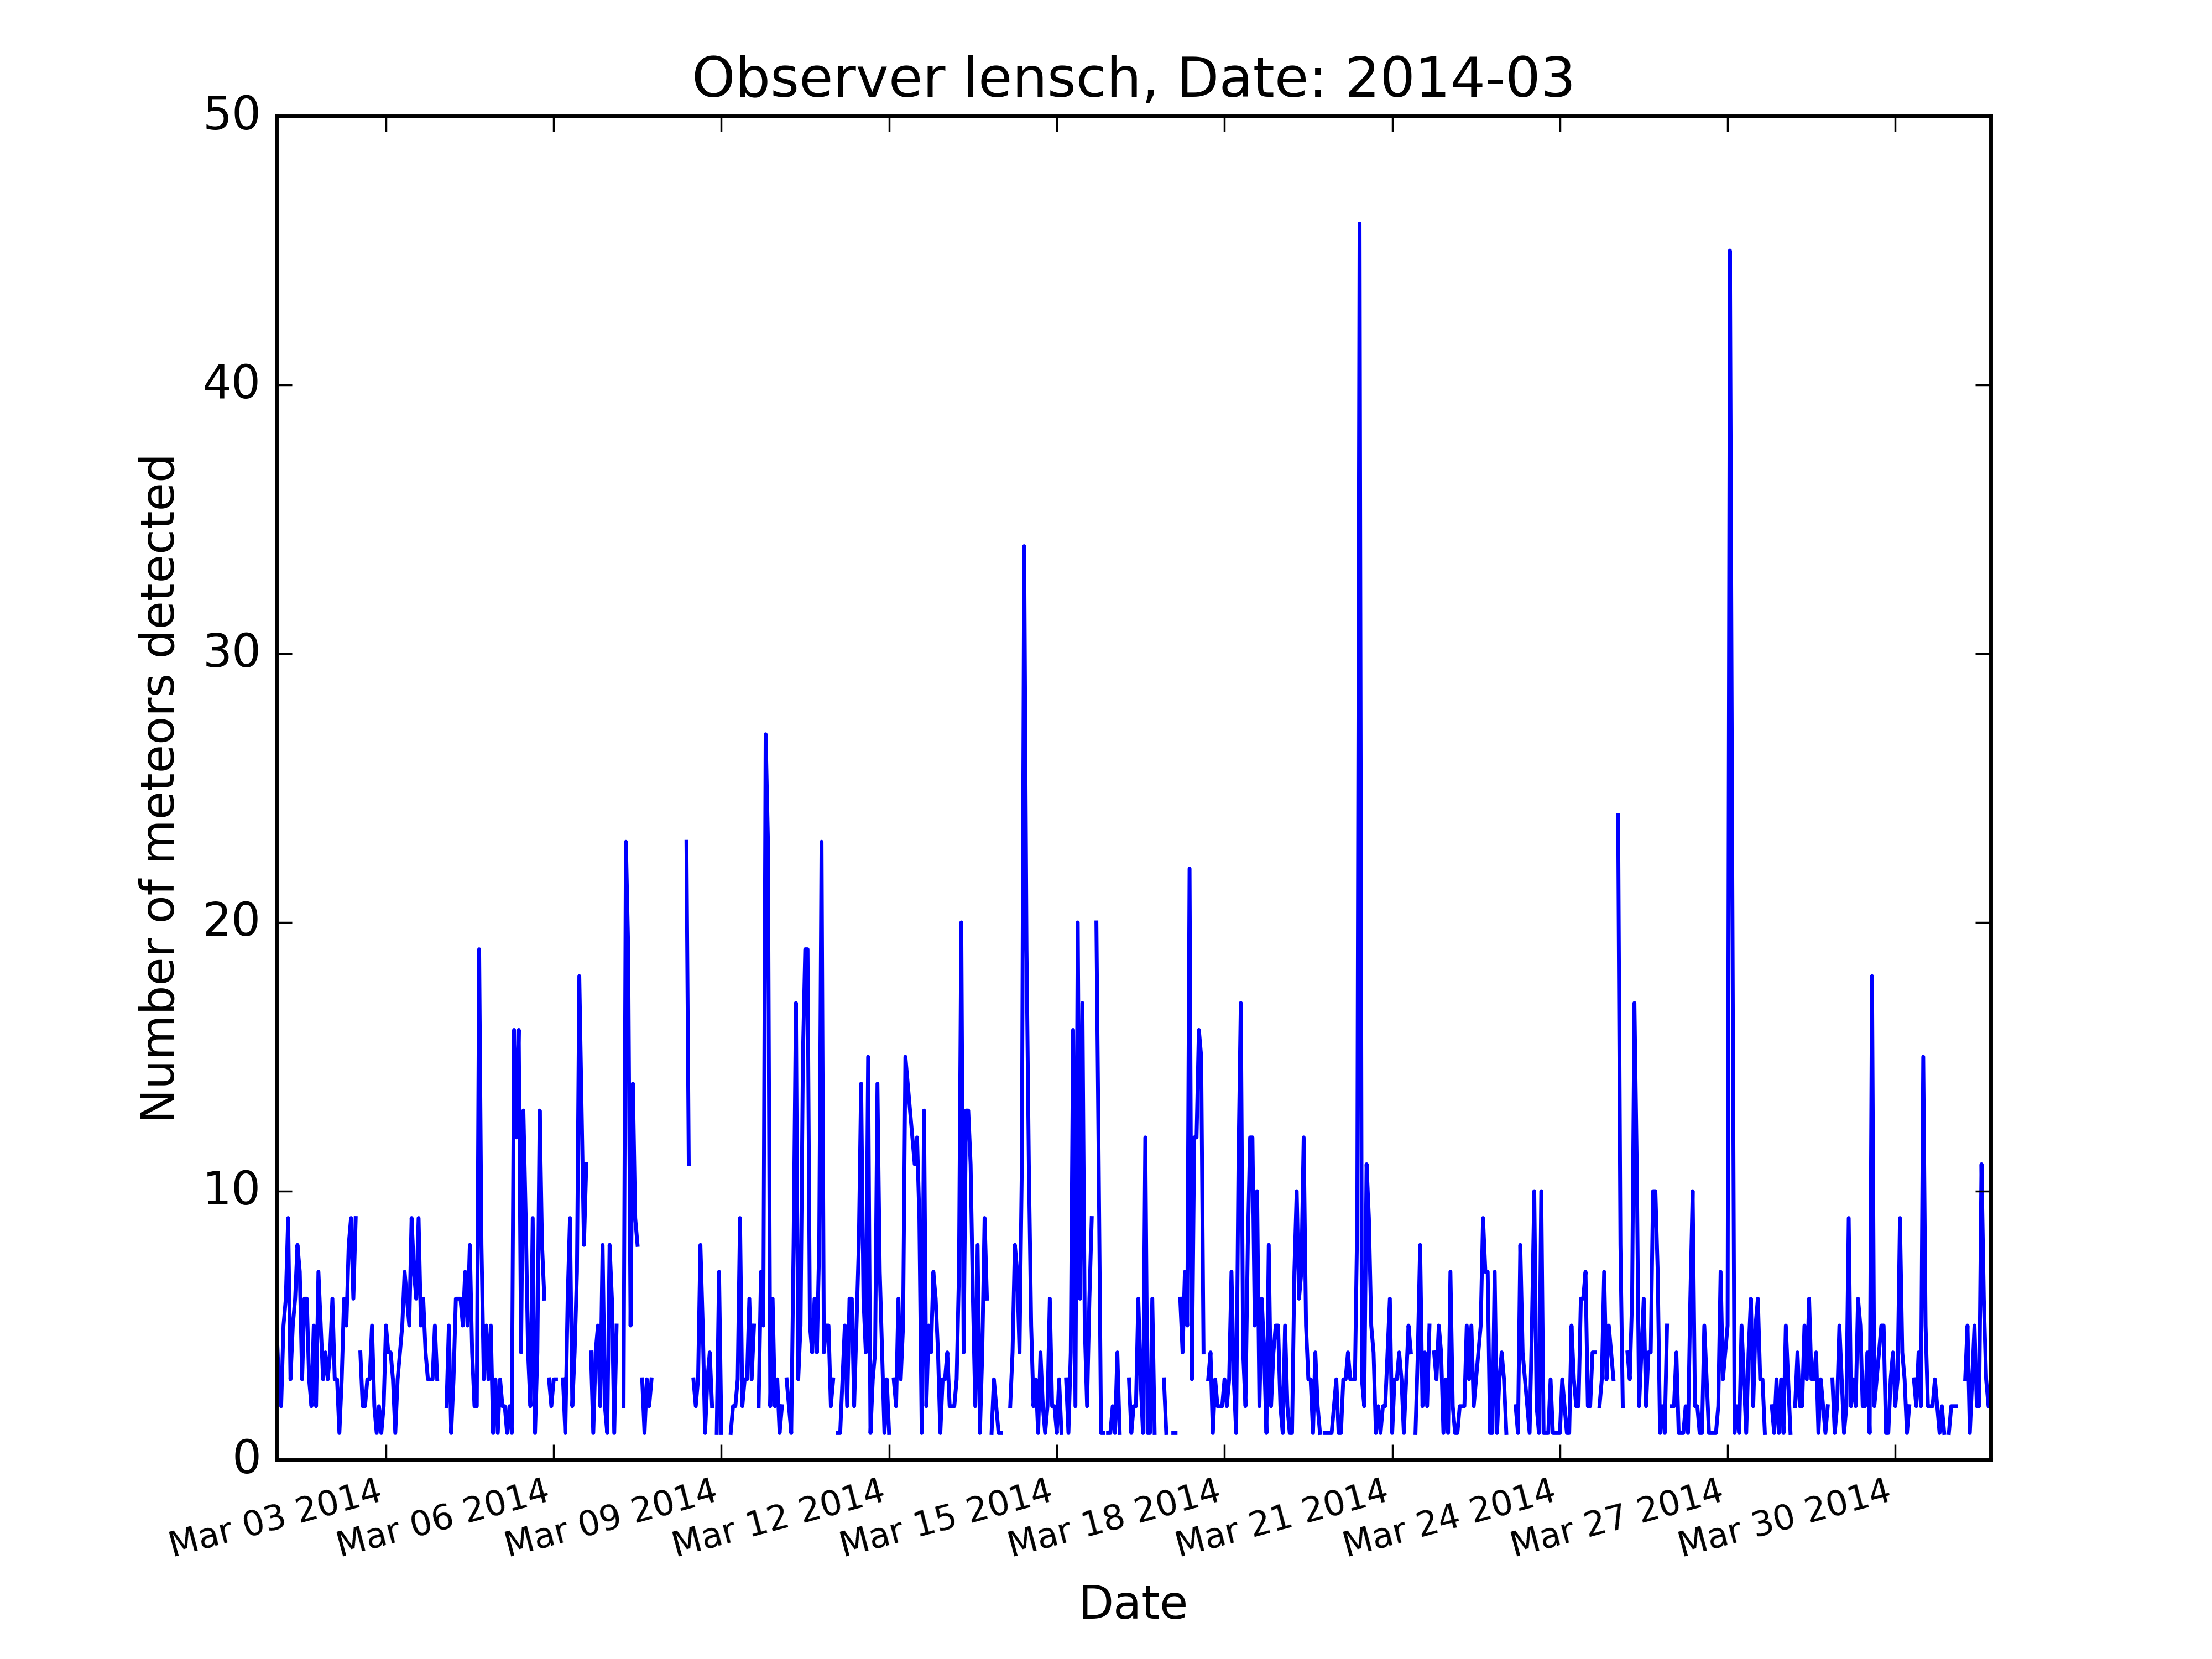 Observer lensch, Date: 2014-03
Number of meteors detected
50
40
30
20
10
0
Mar 03 2014
Mar 06 2014
Mar 09 2014
Mar 12 2014
Mar 15 2014
Mar 18 2014
Mar 21 2014
Mar 24 2014
Mar 27 2014
Mar 30 2014
Date